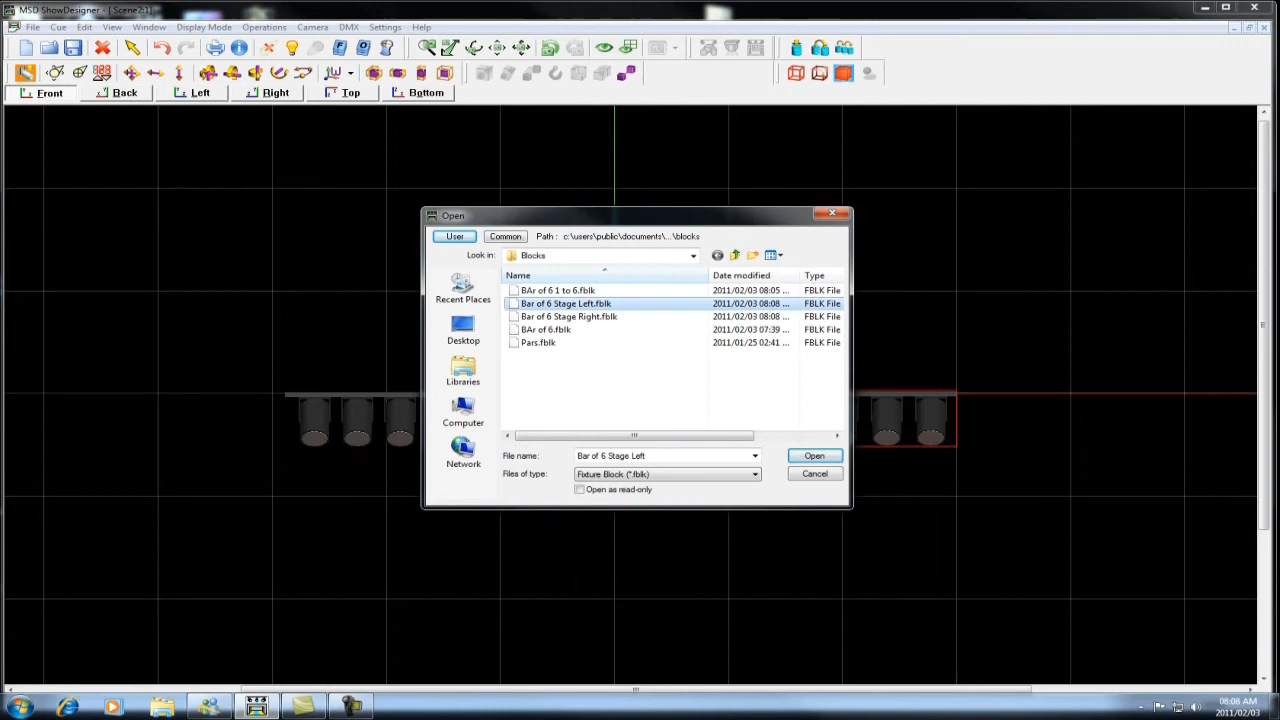 MSD ShowDesigner - [ Scene2:1]
File Cue Edit View Window Display Mode Operations Camera DMX Settings Help
Front Back Left Right Top Bottom
Open
User Common Path : c:\users\public\documents\...\blocks
Look in: Blocks
Name Date modified Type
BAr of 6 1 to 6.fblk 2011/02/03 08:05 ... FBLK File
Bar of 6 Stage Left.fblk 2011/02/03 08:08 ... FBLK File
Bar of 6 Stage Right.fblk 2011/02/03 08:08 ... FBLK File
BAr of 6.fblk 2011/02/03 07:39 ... FBLK File
Pars.fblk 2011/01/25 02:41 ... FBLK File
Recent Places
Desktop
Libraries
Computer
Network
File name: Bar of 6 Stage Left Open
Files of type: Fixture Block (*.fblk) Cancel
Open as read-only
08:08 AM
2011/02/03